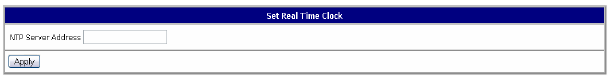 Set Real Time Clock
NTP Server Address
Apply